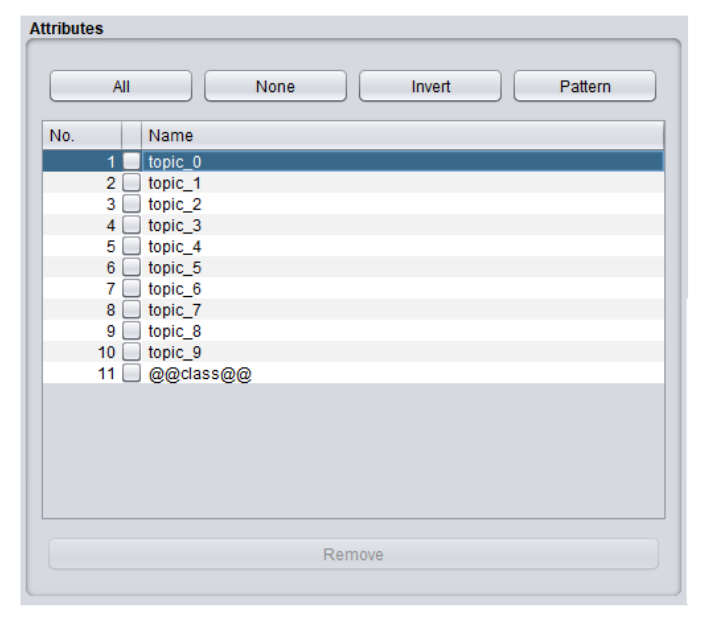 Attributes
All None Invert Pattern
No. Name
1 topic_0
2 topic_1
3 topic_2
4 topic_3
5 topic_4
6 topic_5
7 topic_6
8 topic_7
9 topic_8
10 topic_9
11 @@class@@
Remove